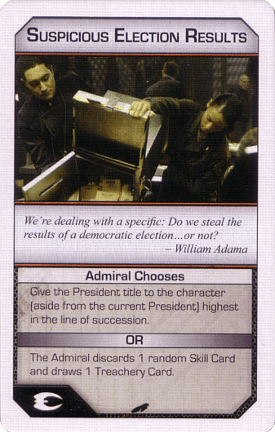 Suspicious Election Results
We're dealing with a specific: Do we steal the
results of a democratic election...or not?
– William Adama
Admiral Chooses
Give the President title to the character
(aside from the current President) highest
in the line of succession.
OR
The Admiral discards 1 random Skill Card
and draws 1 Treachery Card.